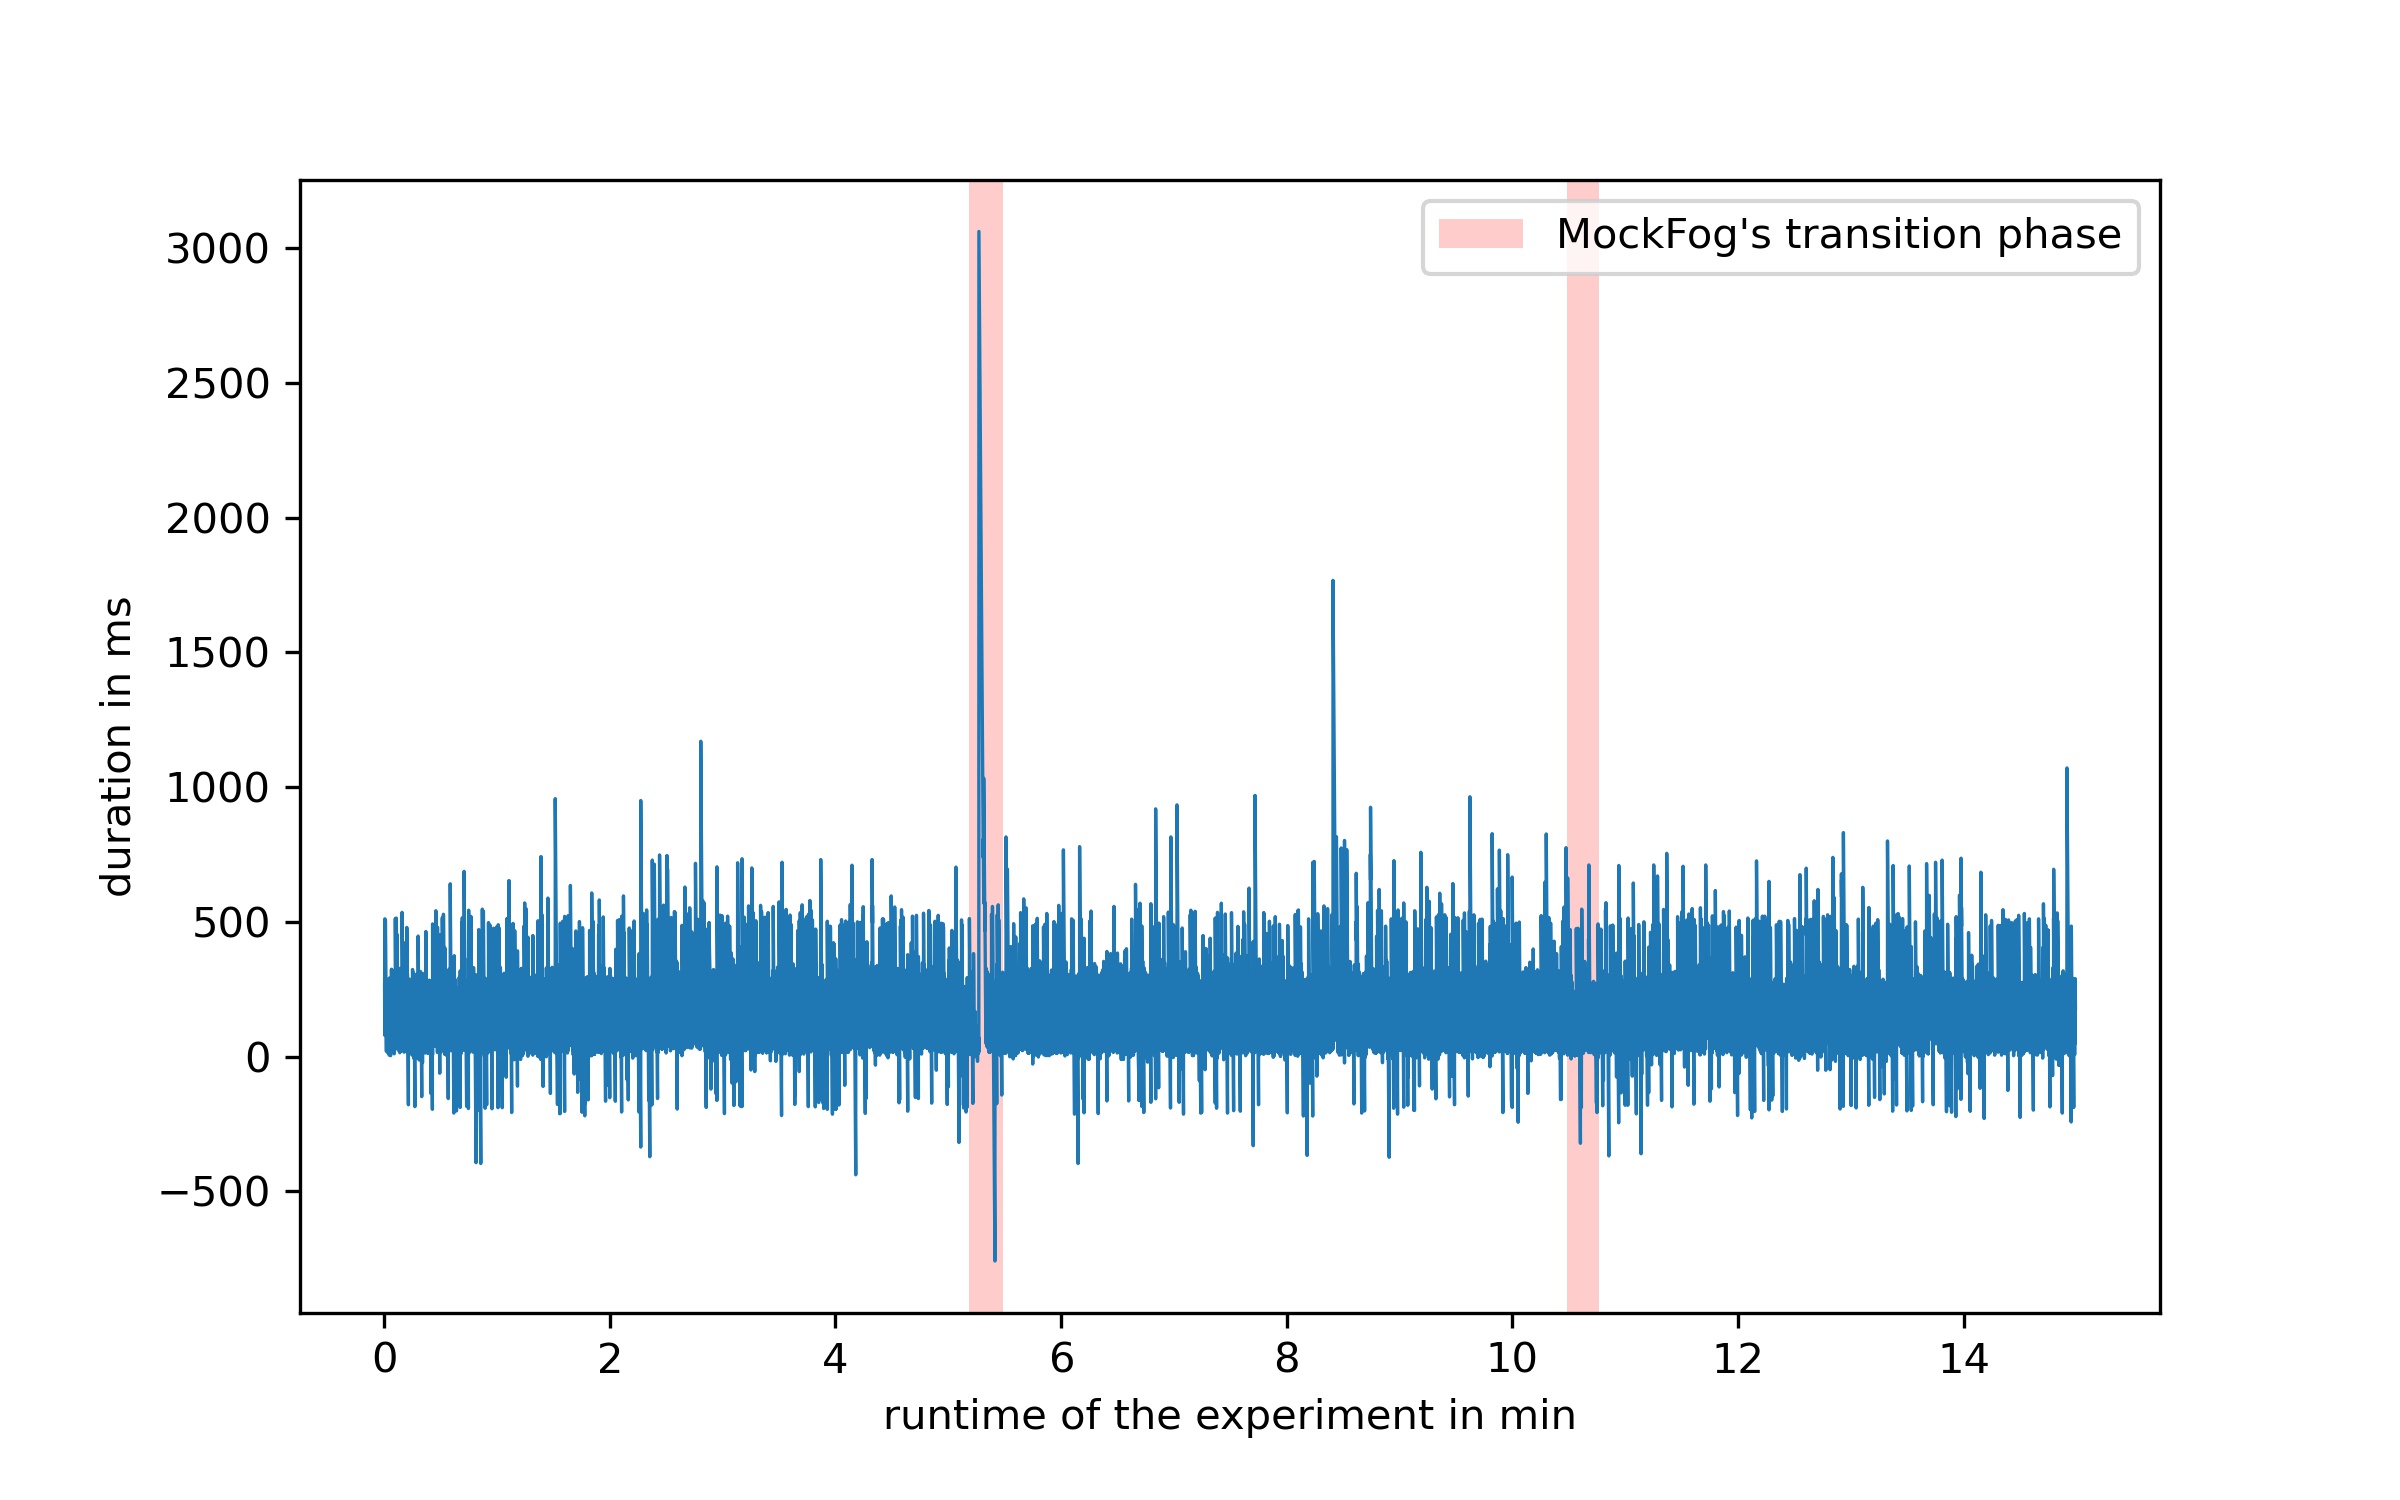 MockFog's transition phase
3000
2500
2000
1500
1000
500
0
−500
duration in ms
0 2 4 6 8 10 12 14
runtime of the experiment in min